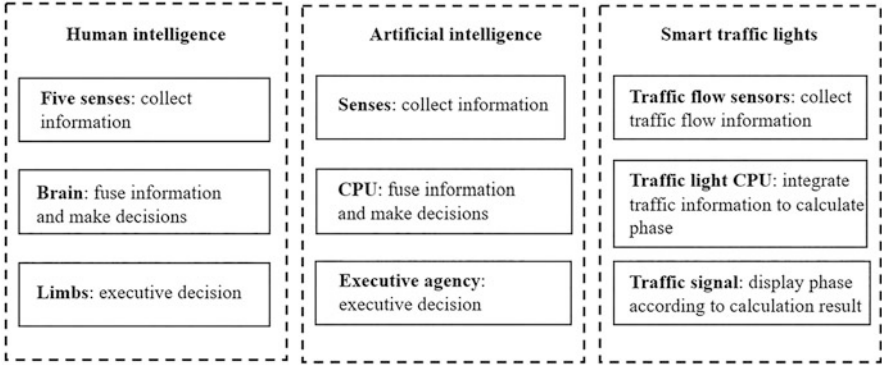 Human intelligence
Five senses: collect
information
Brain: fuse information
and make decisions
Limbs: executive decision
Artificial intelligence
Senses: collect information
CPU: fuse information
and make decisions
Executive agency:
executive decision
Smart traffic lights
Traffic flow sensors: collect
traffic flow information
Traffic light CPU: integrate
traffic information to calculate
phase
Traffic signal: display phase
according to calculation result